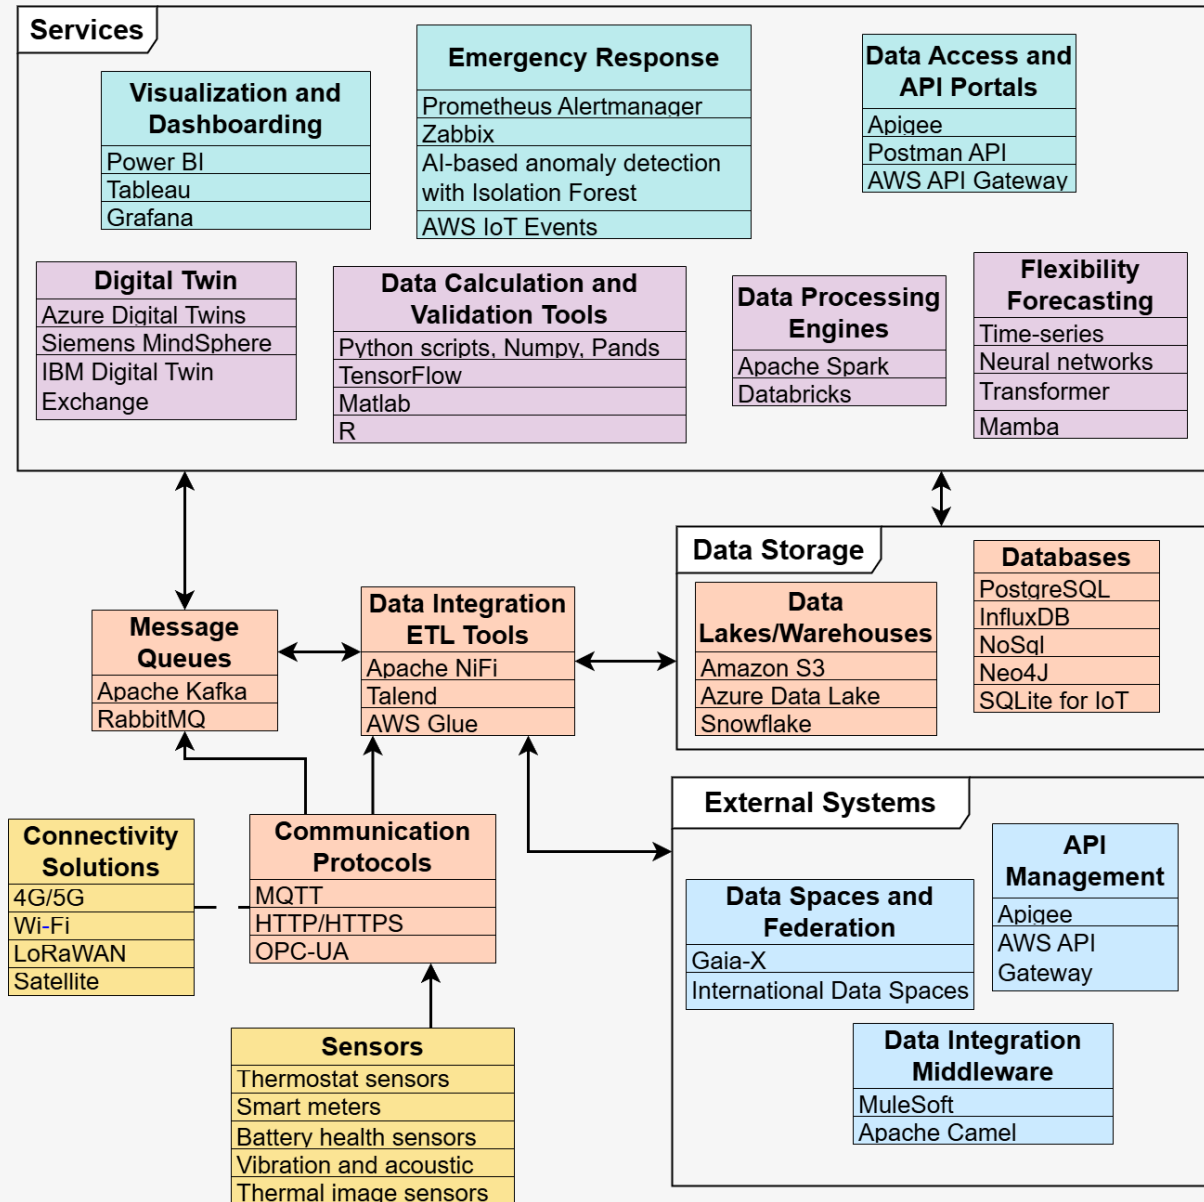 Services
Visualization and
Dashboarding
Power BI
Tableau
Grafana
Emergency Response
Prometheus Alertmanager
Zabbix
AI-based anomaly detection
with Isolation Forest
AWS IoT Events
Data Access and
API Portals
Apigee
Postman API
AWS API Gateway
Digital Twin
Azure Digital Twins
Siemens MindSphere
IBM Digital Twin
Exchange
Data Calculation and
Validation Tools
Python scripts, Numpy, Pands
TensorFlow
Matlab
R
Data Processing
Engines
Apache Spark
Databricks
Flexibility
Forecasting
Time-series
Neural networks
Transformer
Mamba
Message
Queues
Apache Kafka
RabbitMQ
Data Integration
ETL Tools
Apache NiFi
Talend
AWS Glue
Data Storage
Data
Lakes/Warehouses
Amazon S3
Azure Data Lake
Snowflake
Databases
PostgreSQL
InfluxDB
NoSql
Neo4J
SQLite for IoT
Connectivity
Solutions
4G/5G
Wi-Fi
LoRaWAN
Satellite
Communication
Protocols
MQTT
HTTP/HTTPS
OPC-UA
Sensors
Thermostat sensors
Smart meters
Battery health sensors
Vibration and acoustic
Thermal image sensors
External Systems
Data Spaces and
Federation
Gaia-X
International Data Spaces
API
Management
Apigee
AWS API
Gateway
Data Integration
Middleware
MuleSoft
Apache Camel